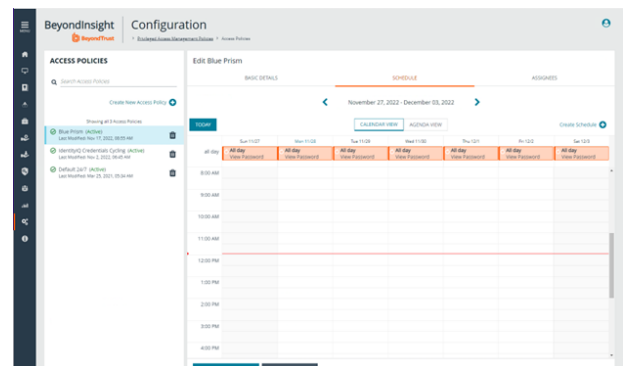 MENU
BeyondInsight
BeyondTrust
Configuration
> Privileged Access Management Policies > Access Policies
ACCESS POLICIES
Search Access Policies
Create New Access Policy
Showing all 3 Access Policies
Blue Prism (Active)
Last Modified: Nov 17, 2022, 06:55 AM
IdentityIQ Credentials Cycling (Active)
Last Modified: Nov 2, 2022, 06:45 AM
Default 24/7 (Active)
Last Modified: Mar 25, 2021, 05:34 AM
Edit Blue Prism
BASIC DETAILS
SCHEDULE
ASSIGNEES
November 27, 2022 - December 03, 2022
TODAY
CALENDAR VIEW
AGENDA VIEW
Create Schedule
Sun 11/27 Mon 11/28 Tue 11/29 Wed 11/30 Thu 12/1 Fri 12/2 Sat 12/3
all day
All day All day All day All day All day All day All day
View Password View Password View Password View Password View Password View Password View Password
8:00 AM
9:00 AM
10:00 AM
11:00 AM
12:00 PM
1:00 PM
2:00 PM
3:00 PM
4:00 PM